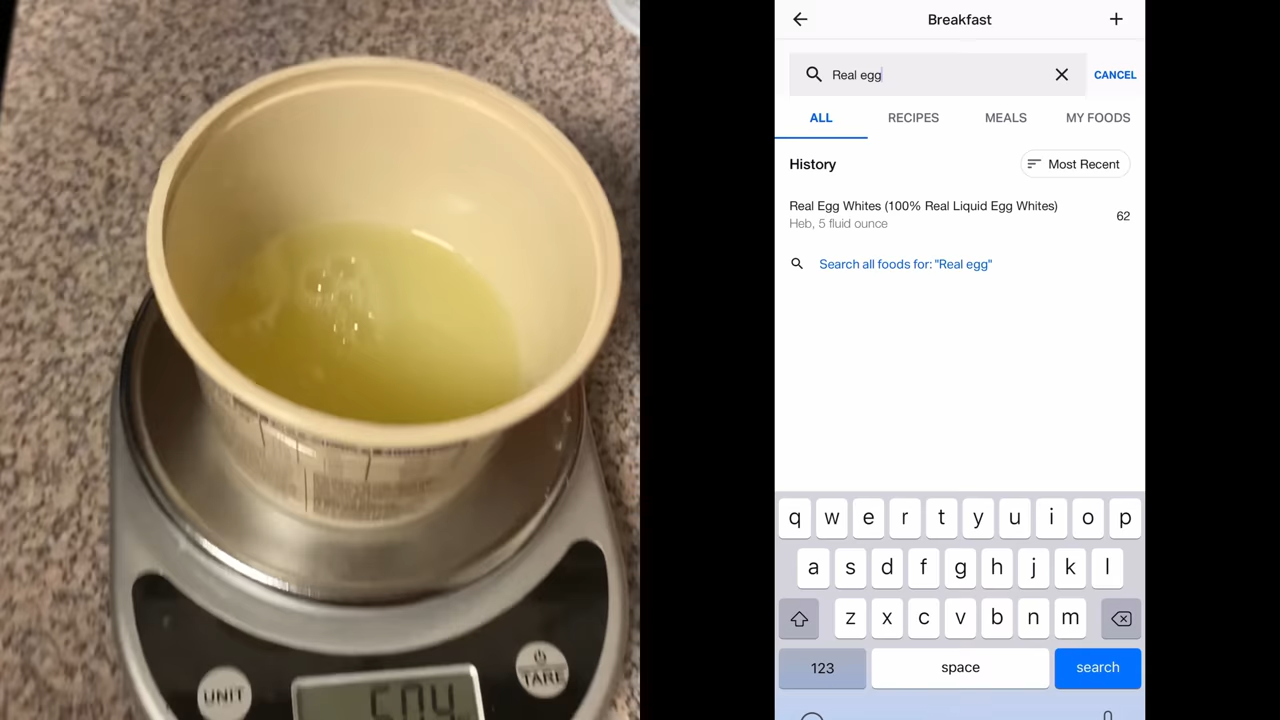 UNIT
TARE
Breakfast
Real egg
CANCEL
ALL
RECIPES
MEALS
MY FOODS
History
Most Recent
Real Egg Whites (100% Real Liquid Egg Whites)
62
Heb, 5 fluid ounce
Search all foods for: "Real egg"
q w e r t y u i o p
a s d f g h j k l
z x c v b n m
123
space
search